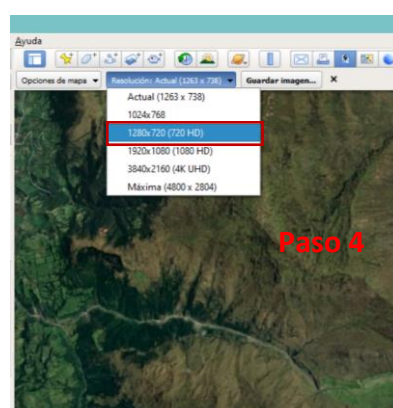 Ayuda
Opciones de mapa Resolución: Actual (1263 x 738) Guardar imagen... X
Actual (1263 x 738)
1024x768
1280x720 (720 HD)
1920x1080 (1080 HD)
3840x2160 (4K UHD)
Máxima (4800 x 2804)
Paso 4